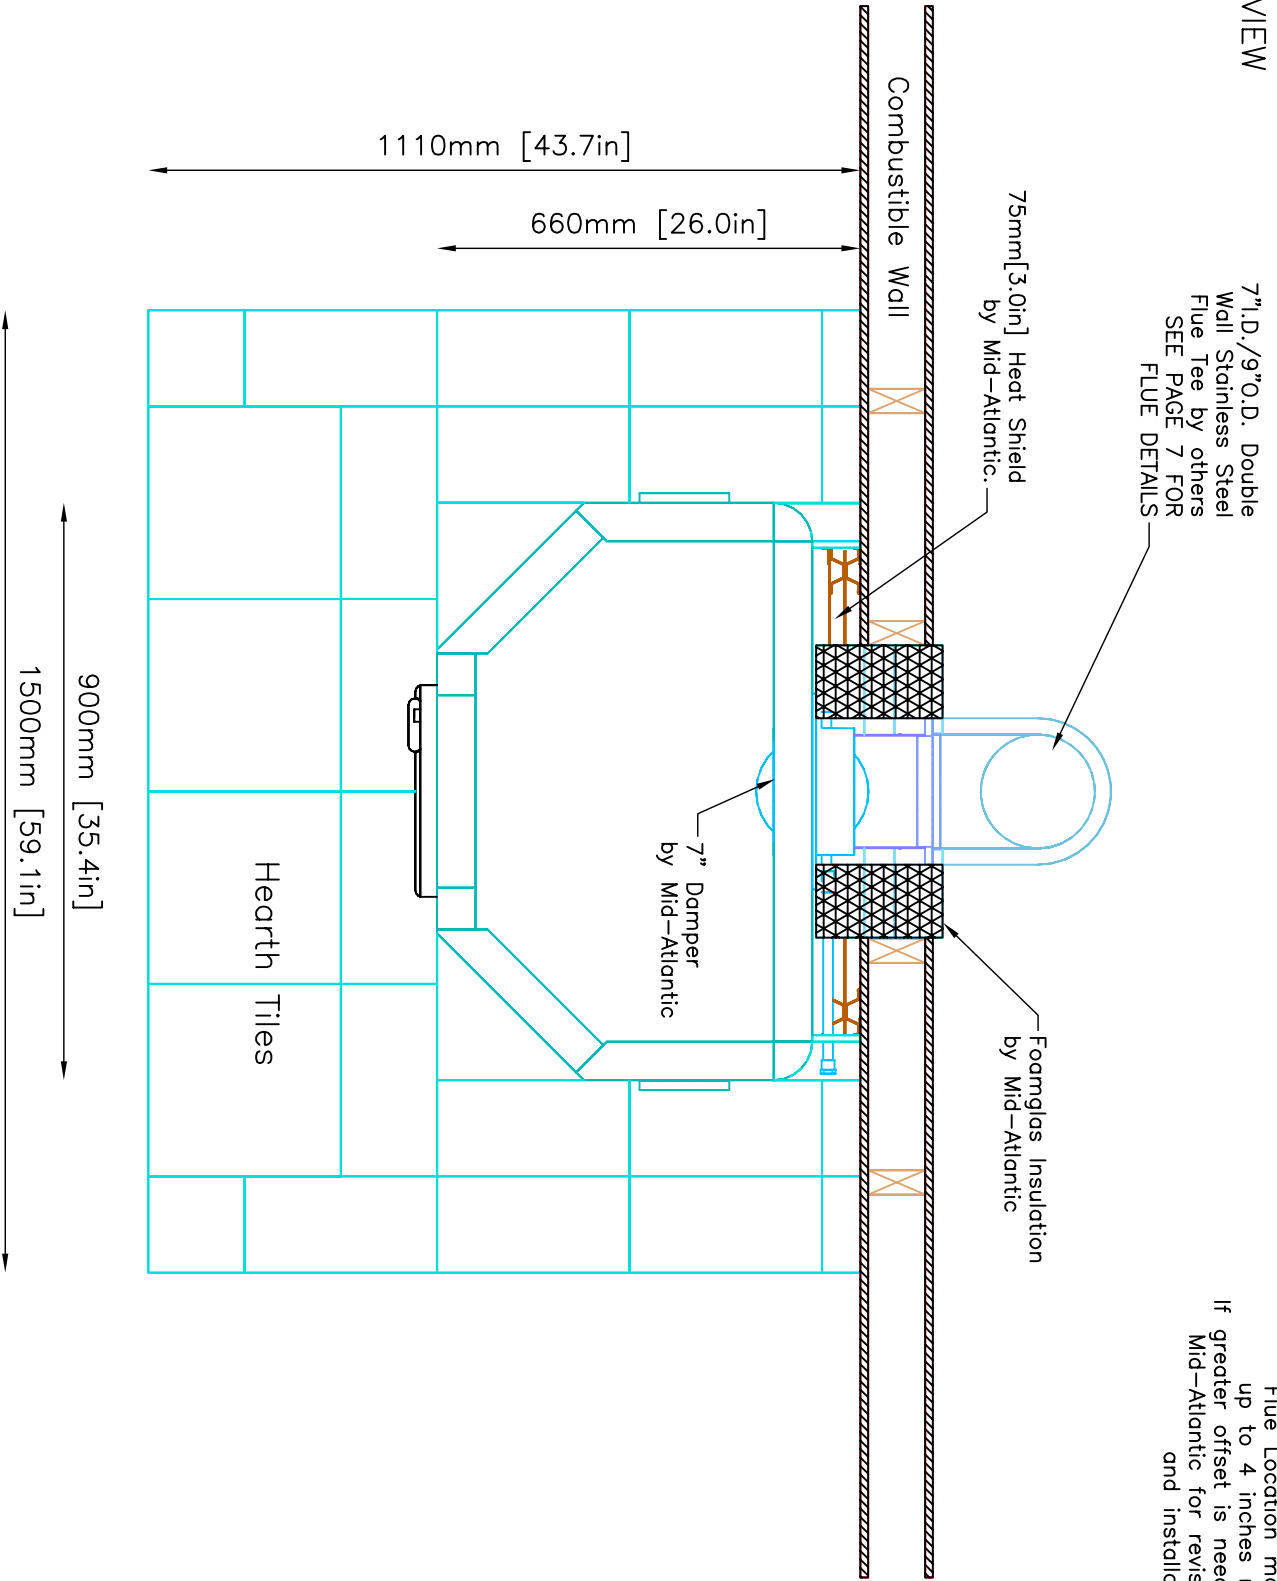 VIEW
7"I.D./9"O.D. Double
Wall Stainless Steel
Flue Tee by others
SEE PAGE 7 FOR
FLUE DETAILS
75mm[3.0in] Heat Shield
by Mid-Atlantic.
Combustible Wall
1110mm [43.7in]
660mm [26.0in]
Foamglas Insulation
by Mid-Atlantic
7" Damper
by Mid-Atlantic
Hearth Tiles
900mm [35.4in]
1500mm [59.1in]
Flue Location
up to 4 inches
If greater offset is
Mid-Atlantic for
and